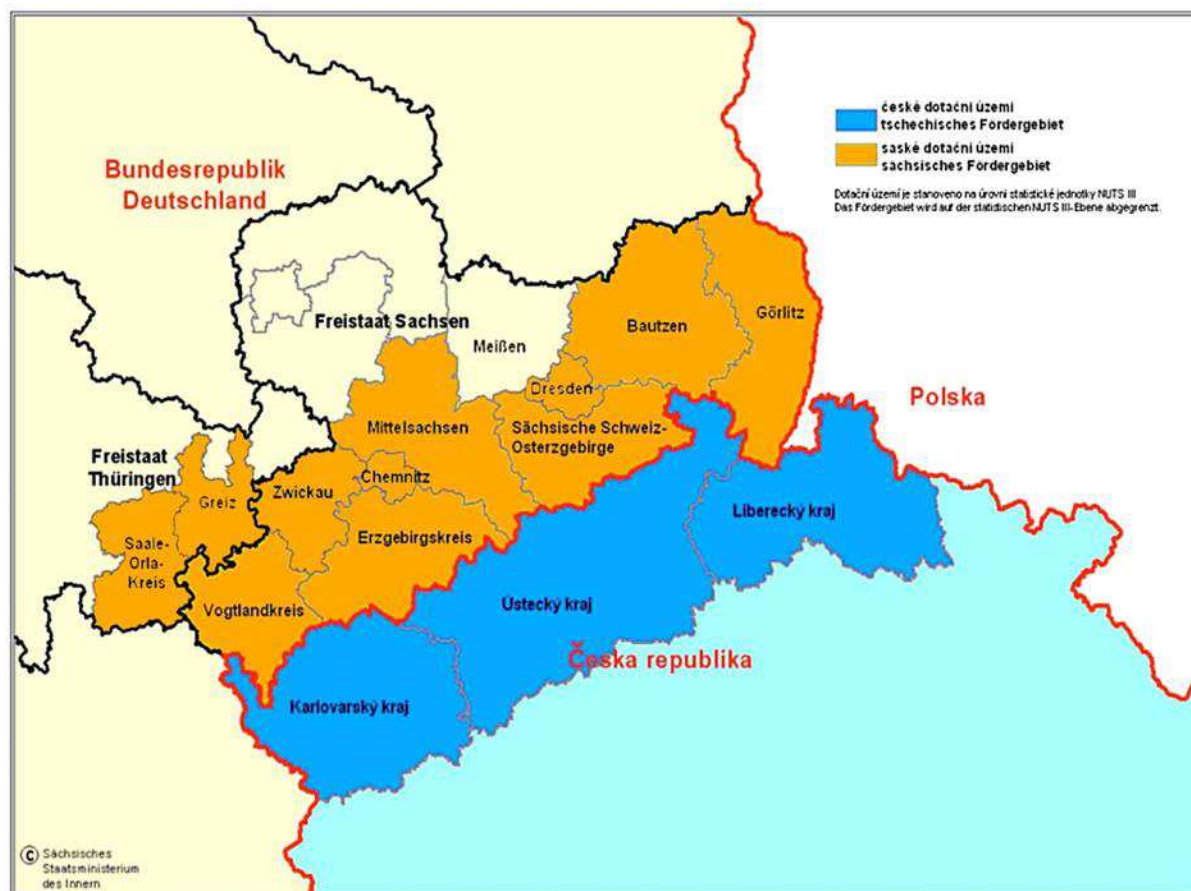 české dotační území
tschechisches Fördergebiet
saské dotační území
sächsisches Fördergebiet
Dotační území je stanoveno na úrovni statistické jednotky NUTS III
Das Fördergebiet wird auf der statistischen NUTS III-Ebene abgegrenzt.
Bundesrepublik
Deutschland
Freistaat Sachsen
Meißen
Bautzen
Görlitz
Dresden
Polska
Mittelsachsen
Sächsische Schweiz-
Osterzgebirge
Freistaat
Thüringen
Greiz
Zwickau
Chemnitz
Liberecký kraj
Saale-
Orla-
Kreis
Erzgebirgskreis
Vogtlandkreis
Ústecký kraj
Česka republika
Karlovarský kraj
© Sächsisches
Staatsministerium
des Innern